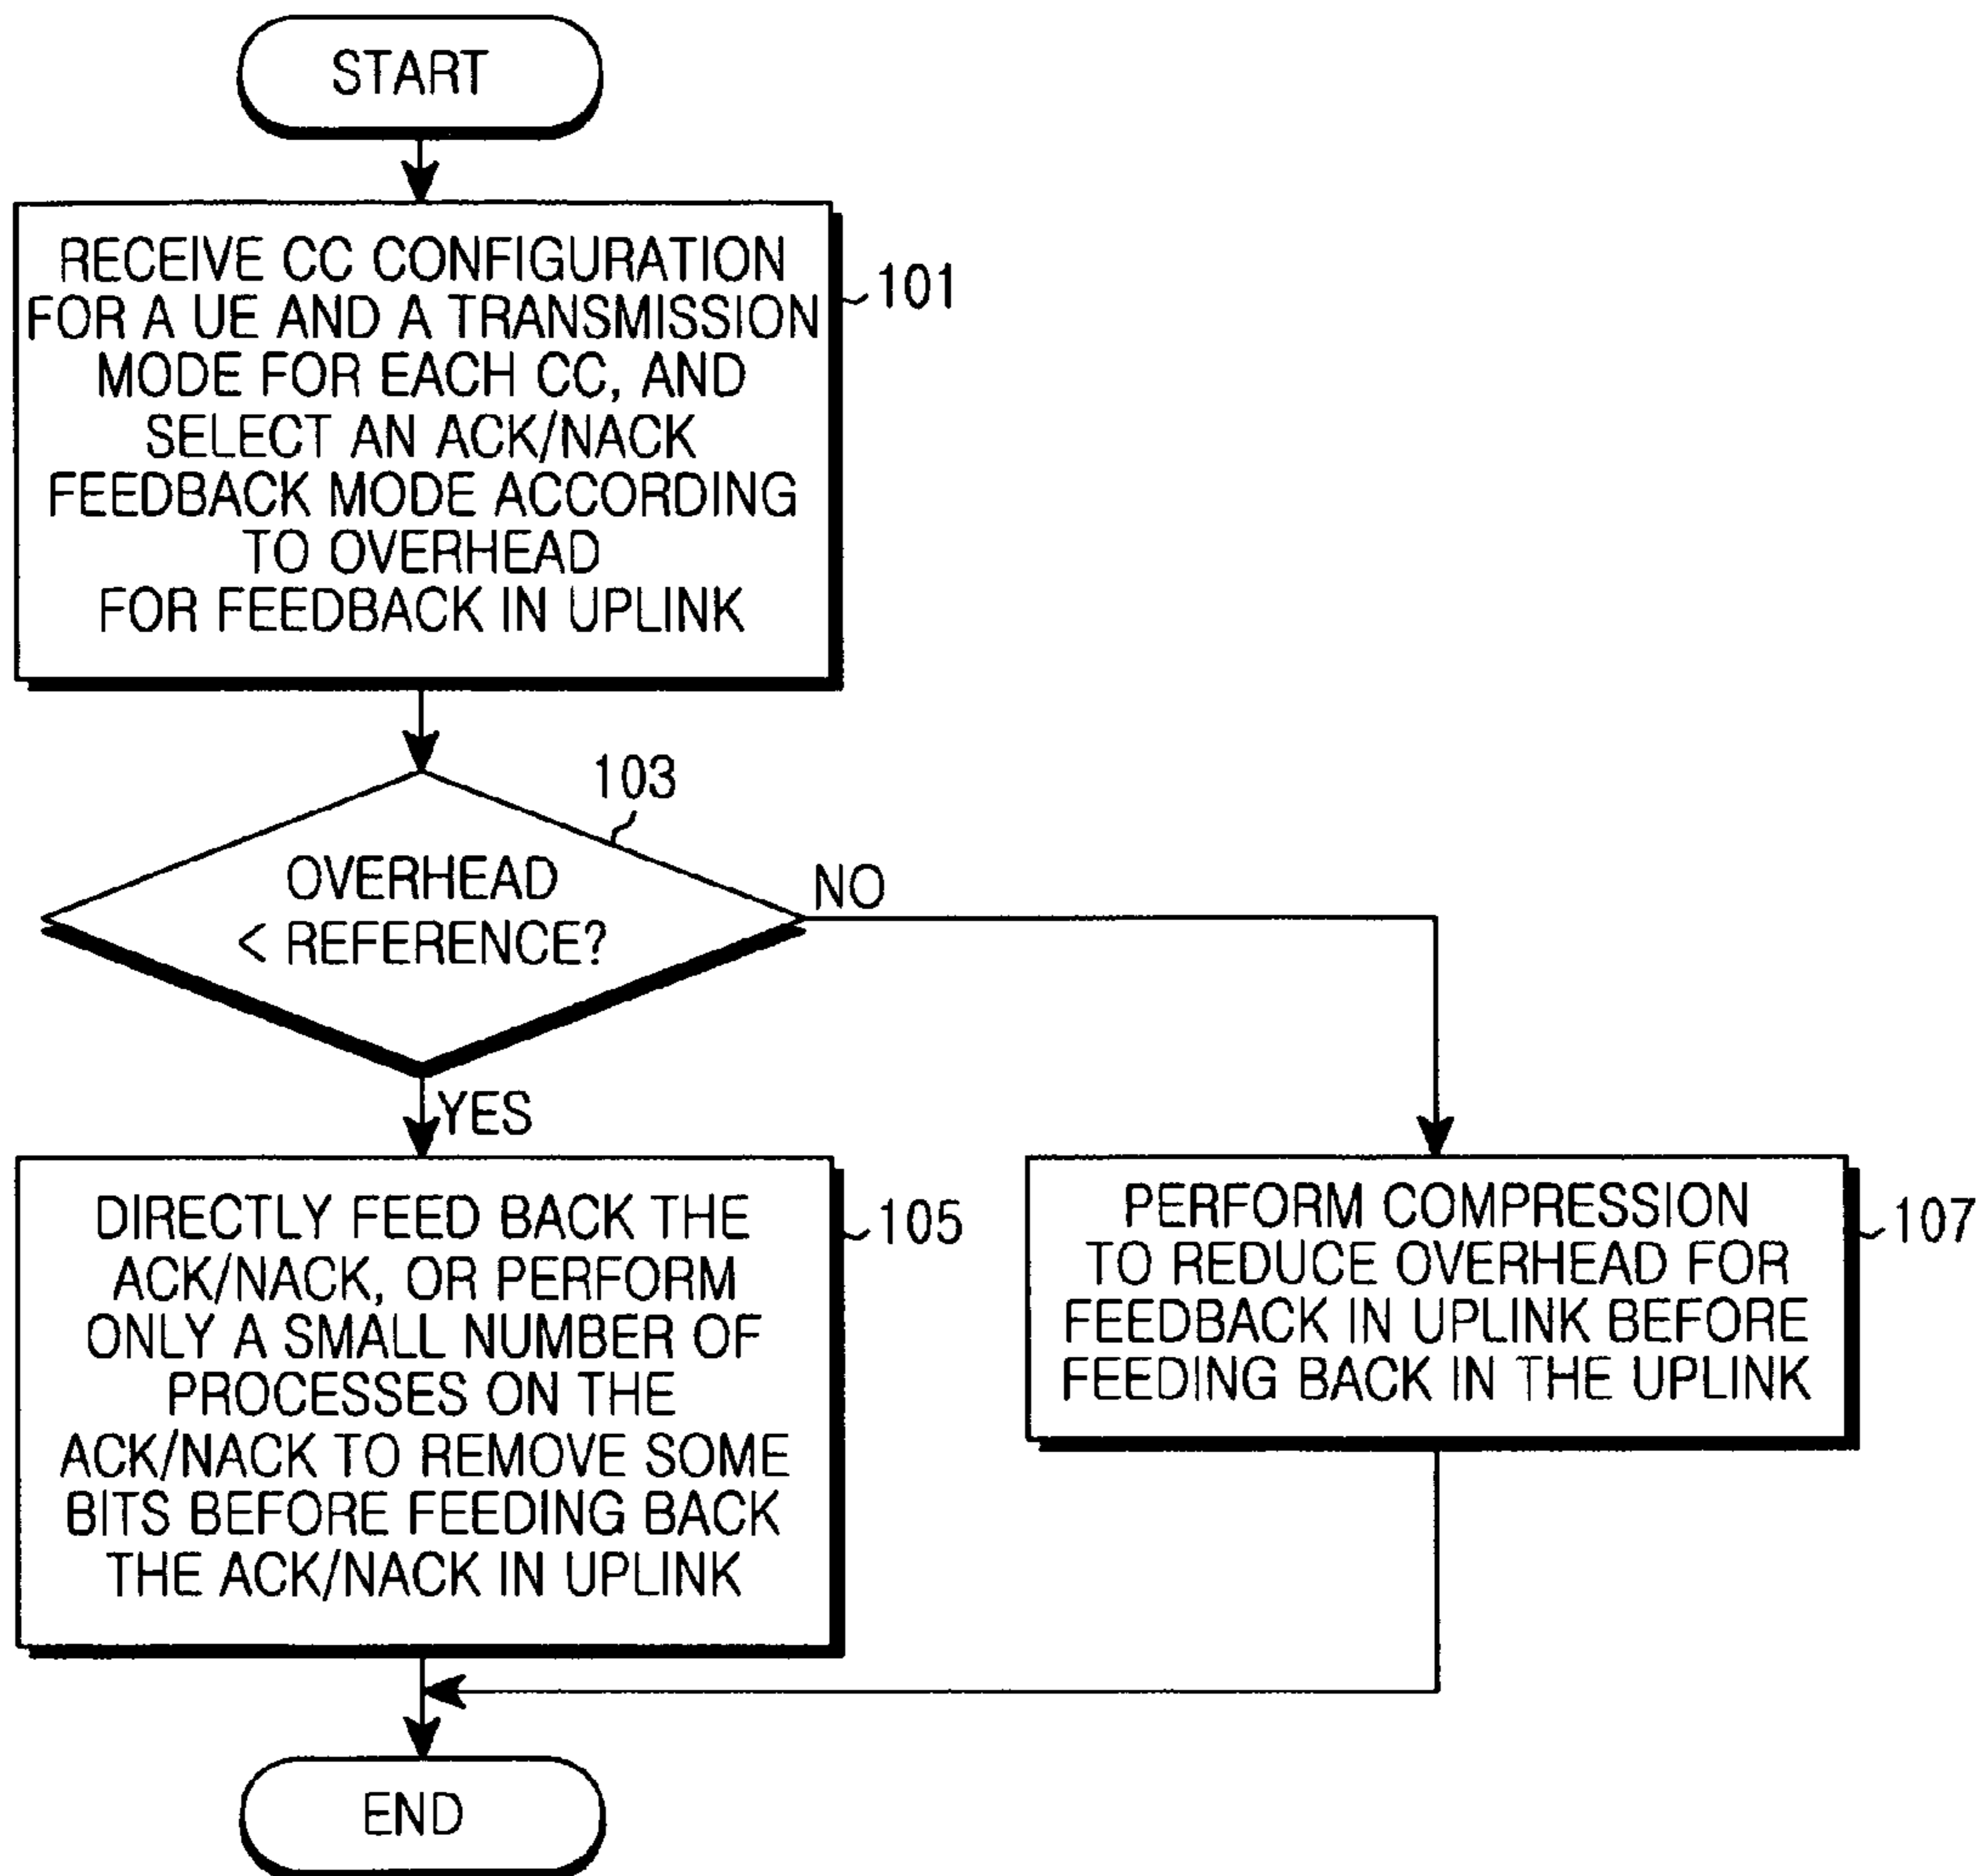 START
RECEIVE CC CONFIGURATION
FOR A UE AND A TRANSMISSION
MODE FOR EACH CC, AND
SELECT AN ACK/NACK
FEEDBACK MODE ACCORDING
TO OVERHEAD
FOR FEEDBACK IN UPLINK
101
103
OVERHEAD
< REFERENCE?
NO
YES
DIRECTLY FEED BACK THE
ACK/NACK, OR PERFORM
ONLY A SMALL NUMBER OF
PROCESSES ON THE
ACK/NACK TO REMOVE SOME
BITS BEFORE FEEDING BACK
THE ACK/NACK IN UPLINK
105
PERFORM COMPRESSION
TO REDUCE OVERHEAD FOR
FEEDBACK IN UPLINK BEFORE
FEEDING BACK IN THE UPLINK
107
END